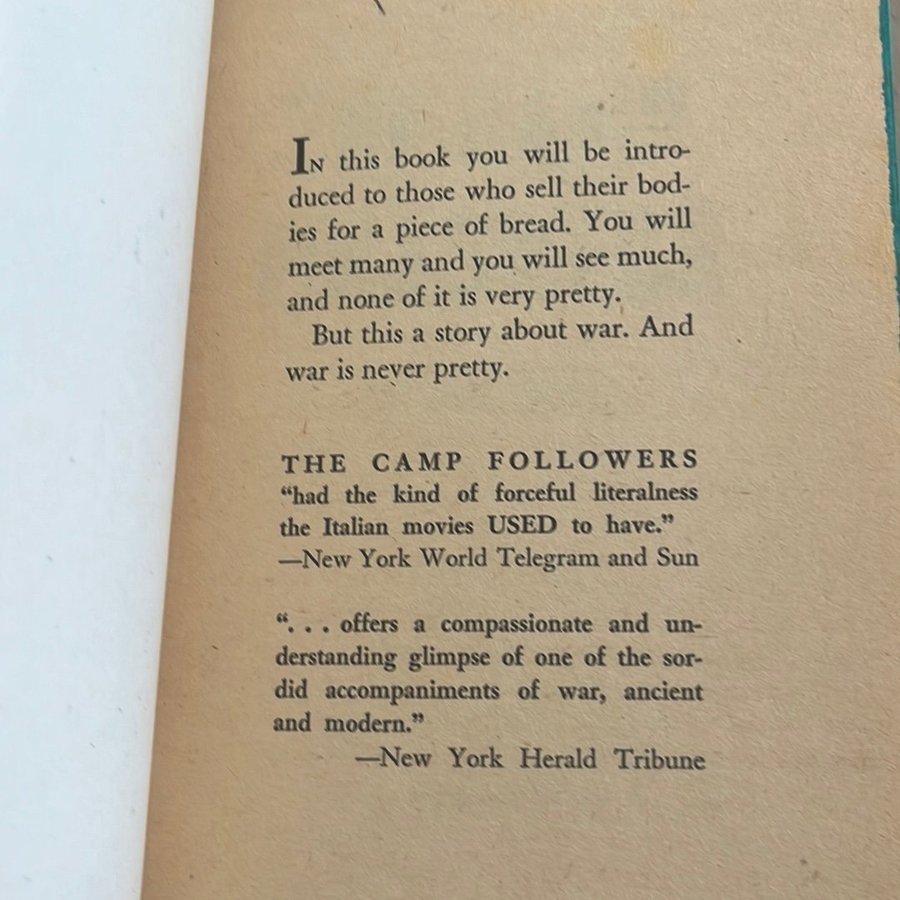 In this book you will be intro-
duced to those who sell their bod-
ies for a piece of bread. You will
meet many and you will see much,
and none of it is very pretty.
But this a story about war. And
war is never pretty.
THE CAMP FOLLOWERS
“had the kind of forceful literalness
the Italian movies USED to have.”
—New York World Telegram and Sun
“. . . offers a compassionate and un-
derstanding glimpse of one of the sor-
did accompaniments of war, ancient
and modern.”
—New York Herald Tribune